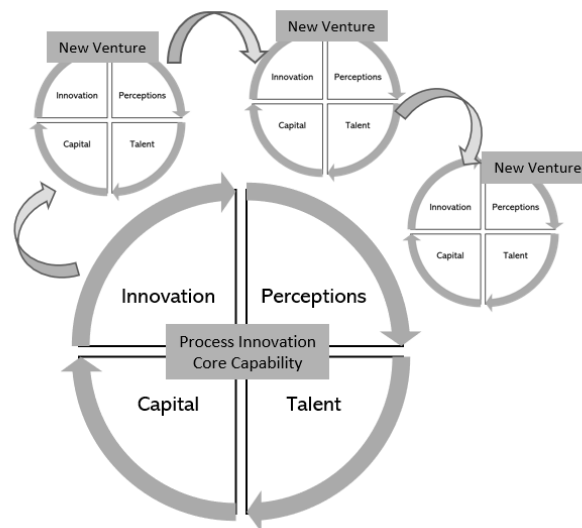 New Venture
Innovation
Perceptions
Capital
Talent
New Venture
Innovation
Perceptions
Capital
Talent
New Venture
Innovation
Perceptions
Capital
Talent
Innovation
Perceptions
Process Innovation
Core Capability
Capital
Talent